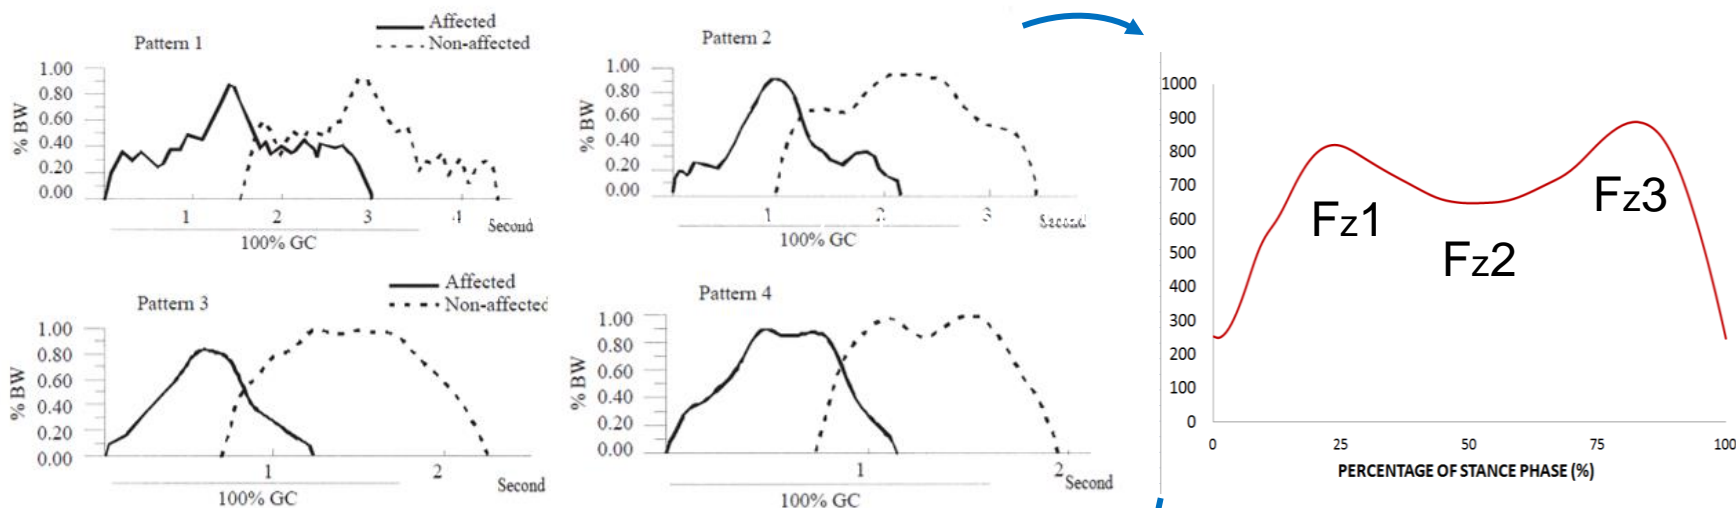 Pattern 1
Affected
Non-affected
% BW
1.00
0.80
0.60
0.40
0.20
0.00
1 2 3 4 Second
100% GC
Pattern 2
% BW
1.00
0.80
0.60
0.40
0.20
0.00
1 2 3 Second
100% GC
Pattern 3
Affected
Non-affected
% BW
1.00
0.80
0.60
0.40
0.20
0.00
1 2 Second
100% GC
Pattern 4
% BW
1.00
0.80
0.60
0.40
0.20
0.00
1 2 Second
100% GC
1000
900
800
700
600
500
400
300
200
100
0
Fz1
Fz2
Fz3
0 25 50 75 100
PERCENTAGE OF STANCE PHASE (%)